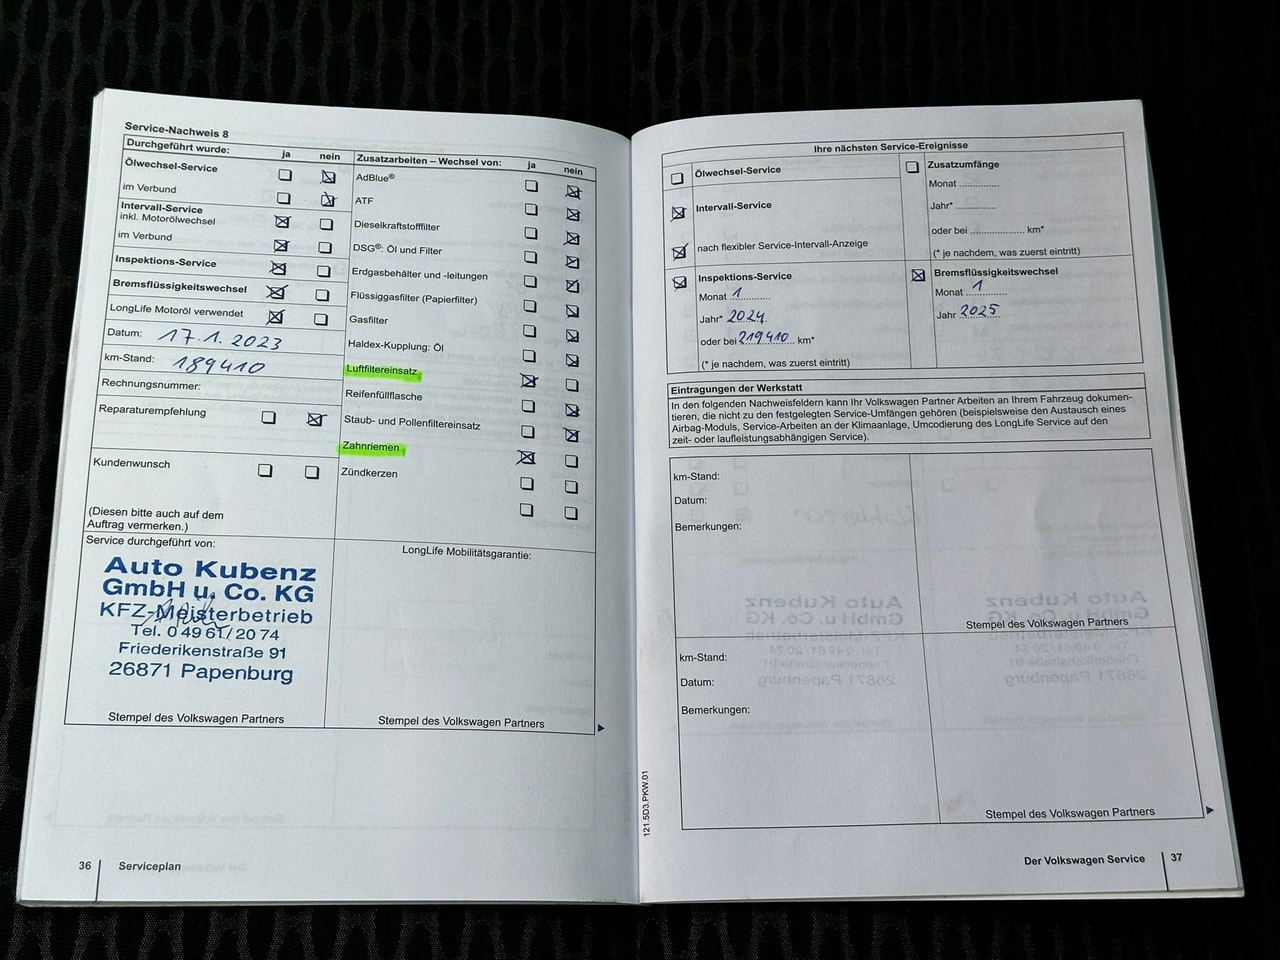 Service-Nachweis 8
Durchgeführt wurde: ja nein
Ölwechsel-Service
im Verbund
Intervall-Service
inkl. Motorölwechsel
im Verbund
Inspektions-Service
Bremsflüssigkeitswechsel
LongLife Motoröl verwendet
Datum: 17.1.2023
km-Stand: 189410
Rechnungsnummer:
Reparaturempfehlung
Kundenwunsch
(Diesen bitte auch auf dem
Auftrag vermerken.)
Zusatzarbeiten – Wechsel von: ja nein
AdBlue®
ATF
Dieselkraftstofffilter
DSG®: Öl und Filter
Erdgasbehälter und -leitungen
Flüssiggasfilter (Papierfilter)
Gasfilter
Haldex-Kupplung: Öl
Luftfiltereinsatz
Reifenfüllflasche
Staub- und Pollenfiltereinsatz
Zahnriemen
Zündkerzen
Service durchgeführt von:
Auto Kubenz
GmbH u. Co. KG
KFZ-Meisterbetrieb
Tel. 0 49 61/20 74
Friederikenstraße 91
26871 Papenburg
Stempel des Volkswagen Partners
LongLife Mobilitätsgarantie:
Stempel des Volkswagen Partners
36 Serviceplan
Ihre nächsten Service-Ereignisse
Ölwechsel-Service
Intervall-Service
nach flexibler Service-Intervall-Anzeige
Inspektions-Service
Monat 1
Jahr* 2024
oder bei 219410 km*
(* je nachdem, was zuerst eintritt)
Zusatzumfänge
Monat ..............
Jahr* ..............
oder bei ................... km*
(* je nachdem, was zuerst eintritt)
Bremsflüssigkeitswechsel
Monat 1
Jahr 2025
Eintragungen der Werkstatt
In den folgenden Nachweisfeldern kann Ihr Volkswagen Partner Arbeiten an Ihrem Fahrzeug dokumen-
tieren, die nicht zu den festgelegten Service-Umfängen gehören (beispielsweise den Austausch eines
Airbag-Moduls, Service-Arbeiten an der Klimaanlage, Umcodierung des LongLife Service auf den
zeit- oder laufleistungsabhängigen Service).
km-Stand:
Datum:
Bemerkungen:
Stempel des Volkswagen Partners
km-Stand:
Datum:
Bemerkungen:
Stempel des Volkswagen Partners
121.5D3.PKW.01
Der Volkswagen Service 37